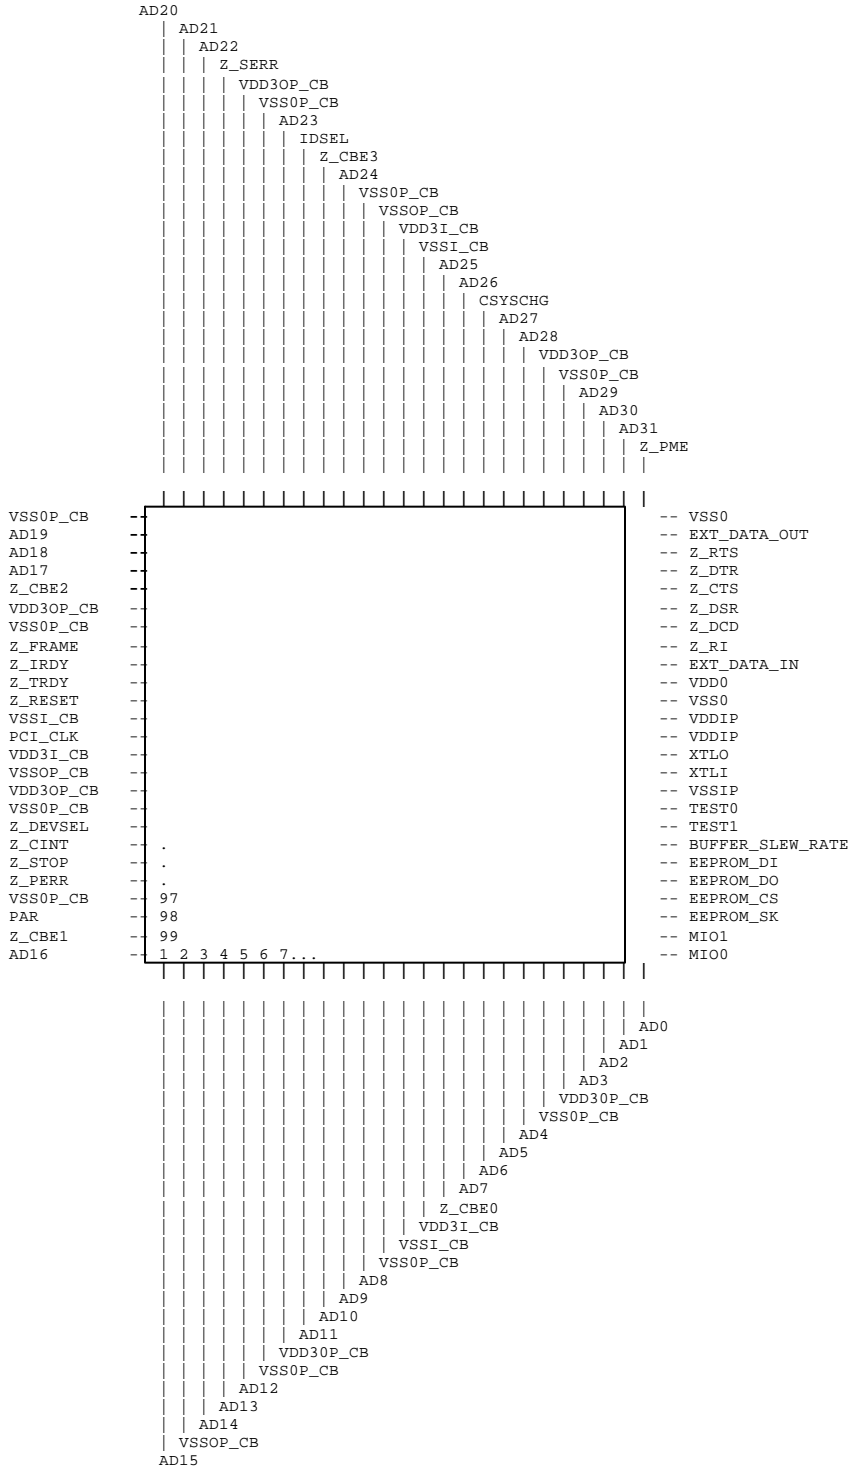 AD20
AD21
AD22
Z_SERR
VDD3OP_CB
VSS0P_CB
AD23
IDSEL
Z_CBE3
AD24
VSS0P_CB
VSSOP_CB
VDD3I_CB
VSSI_CB
AD25
AD26
CSYSCHG
AD27
AD28
VDD3OP_CB
VSS0P_CB
AD29
AD30
AD31
Z_PME
VSS0P_CB -- -- VSS0
AD19 -- -- EXT_DATA_OUT
AD18 -- -- Z_RTS
AD17 -- -- Z_DTR
Z_CBE2 -- -- Z_CTS
VDD3OP_CB -- -- Z_DSR
VSS0P_CB -- -- Z_DCD
Z_FRAME -- -- Z_RI
Z_IRDY -- -- EXT_DATA_IN
Z_TRDY -- -- VDD0
Z_RESET -- -- VSS0
VSSI_CB -- -- VDDIP
PCI_CLK -- -- VDDIP
VDD3I_CB -- -- XTLO
VSSOP_CB -- -- XTLI
VDD3OP_CB -- -- VSSIP
VSS0P_CB -- -- TEST0
Z_DEVSEL -- -- TEST1
Z_CINT -- . -- BUFFER_SLEW_RATE
Z_STOP -- . -- EEPROM_DI
Z_PERR -- . -- EEPROM_DO
VSS0P_CB -- 97 -- EEPROM_CS
PAR -- 98 -- EEPROM_SK
Z_CBE1 -- 99 -- MIO1
AD16 -- 1 2 3 4 5 6 7... -- MIO0
AD0
AD1
AD2
AD3
VDD30P_CB
VSS0P_CB
AD4
AD5
AD6
AD7
Z_CBE0
VDD3I_CB
VSSI_CB
VSS0P_CB
AD8
AD9
AD10
AD11
VDD30P_CB
VSS0P_CB
AD12
AD13
AD14
VSSOP_CB
AD15